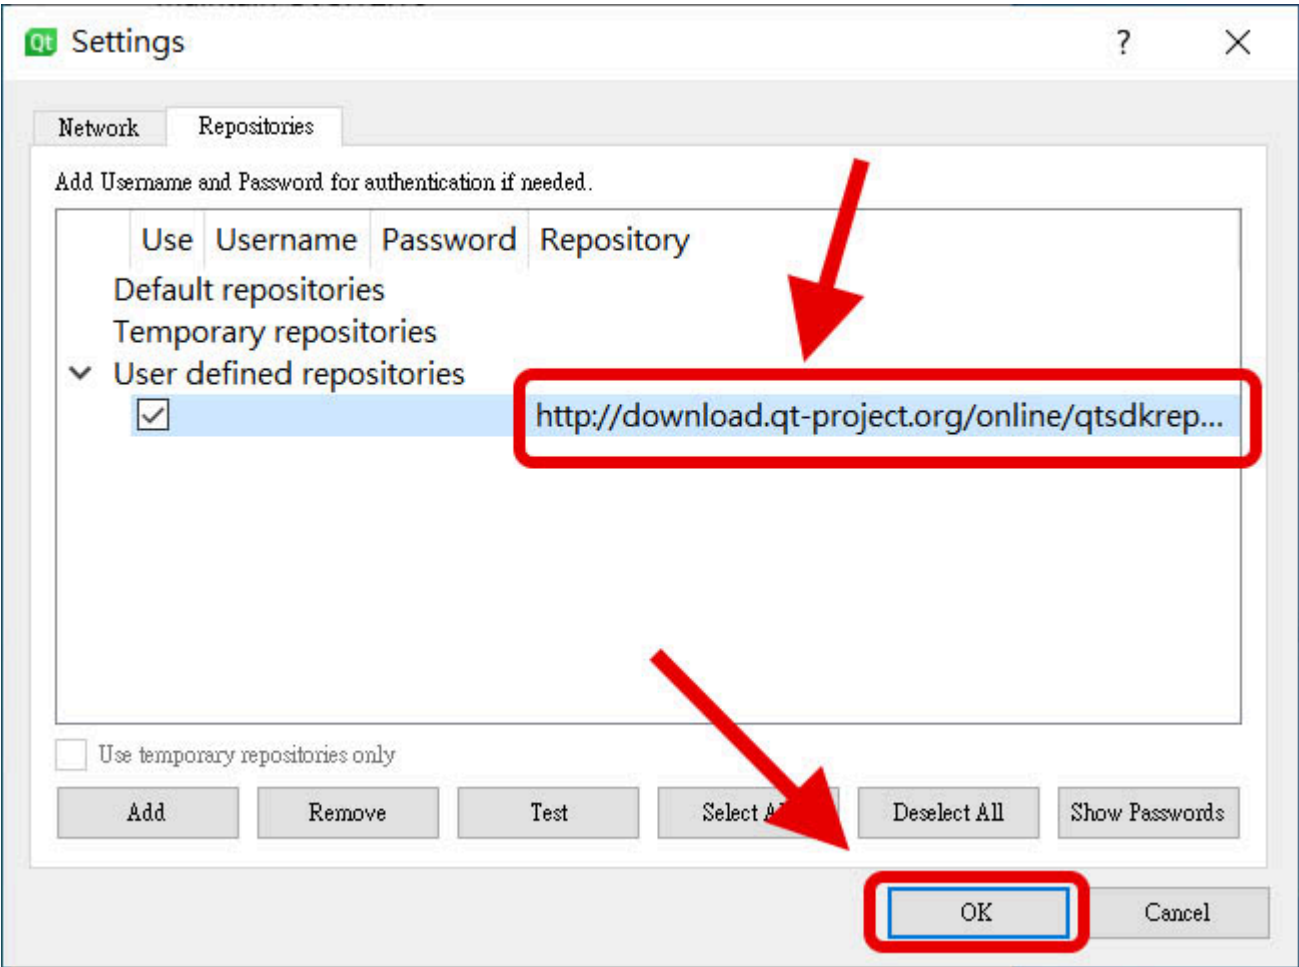 Qt Settings ?
Network Repositories
Add Username and Password for authentication if needed.
Use Username Password Repository
Default repositories
Temporary repositories
User defined repositories
http://download.qt-project.org/online/qtsdkrep...
Use temporary repositories only
Add Remove Test Select Deselect All Show Passwords
OK Cancel